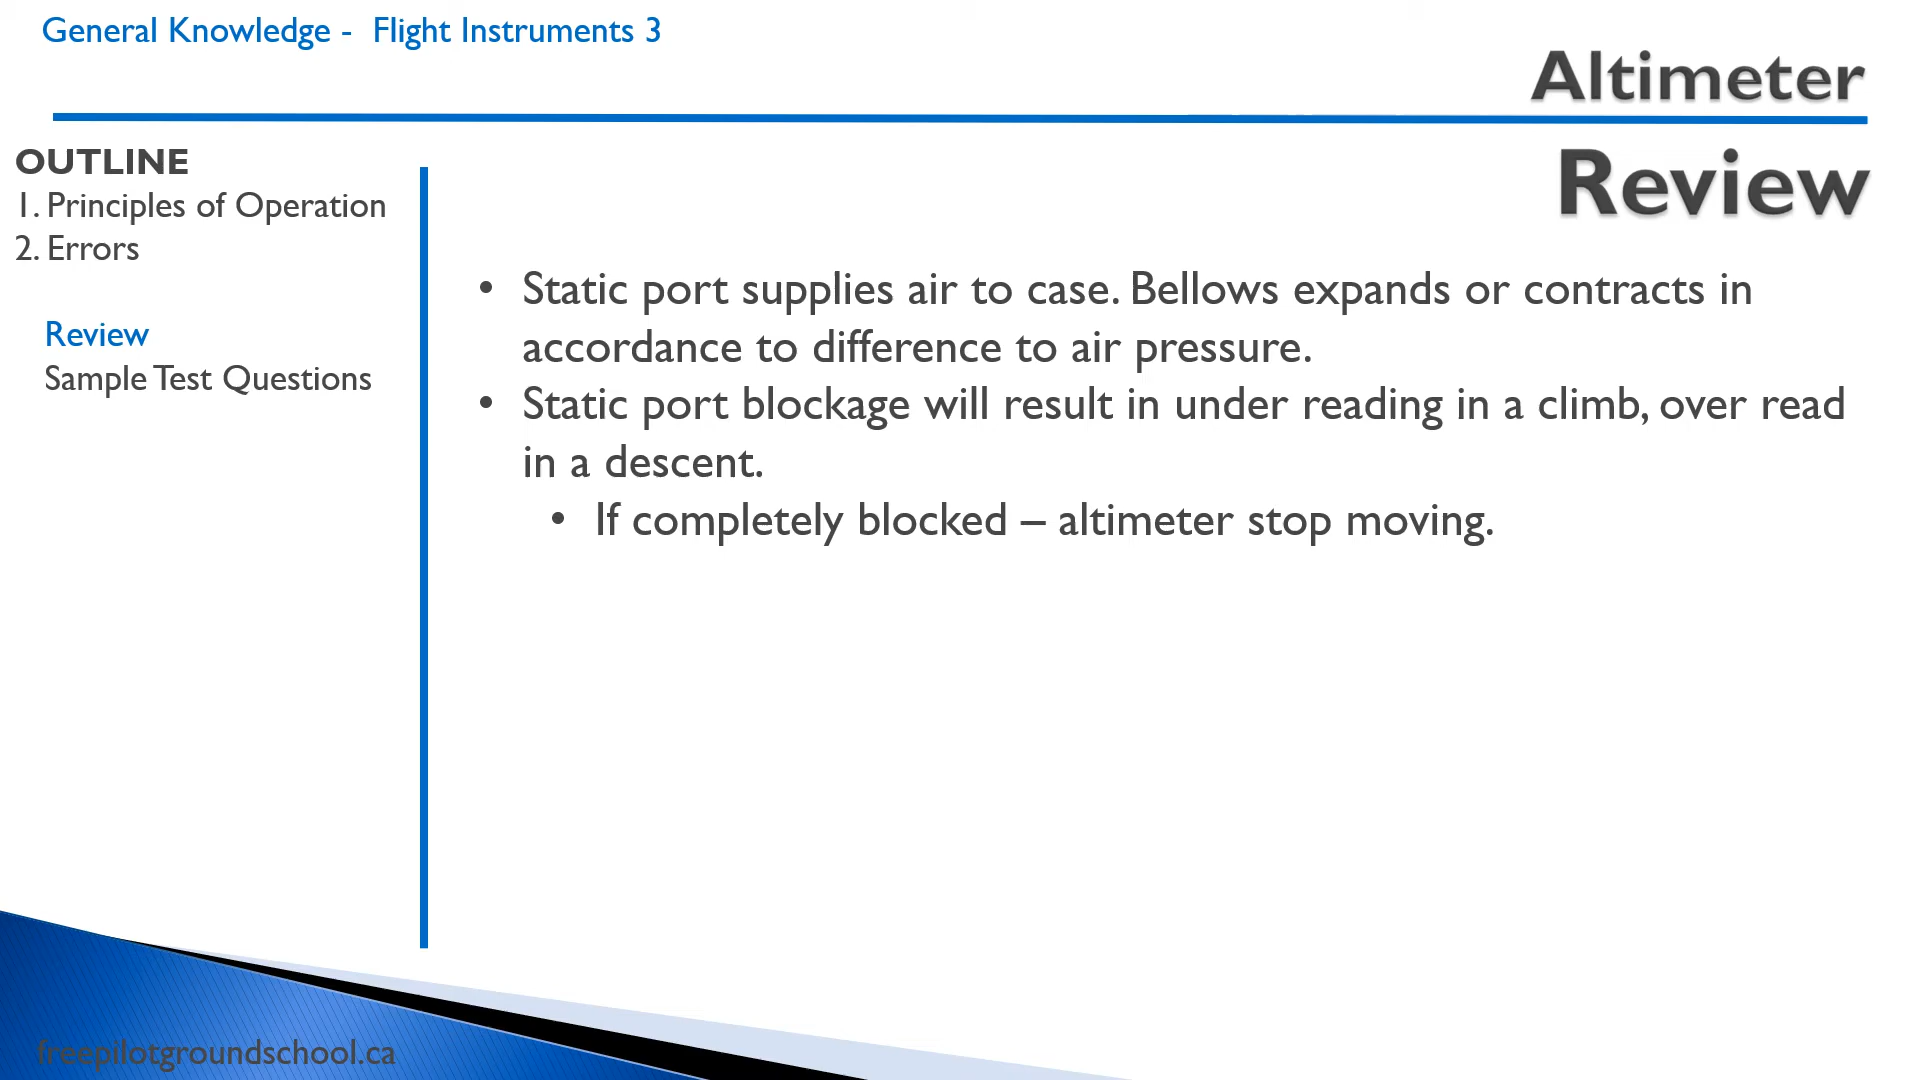 General Knowledge -  Flight Instruments 3
Altimeter
OUTLINE
1. Principles of Operation
2. Errors
Review
Sample Test Questions
Review
• Static port supplies air to case. Bellows expands or contracts in
accordance to difference to air pressure.
• Static port blockage will result in under reading in a climb, over read
in a descent.
• If completely blocked – altimeter stop moving.
freepilotgroundschool.ca